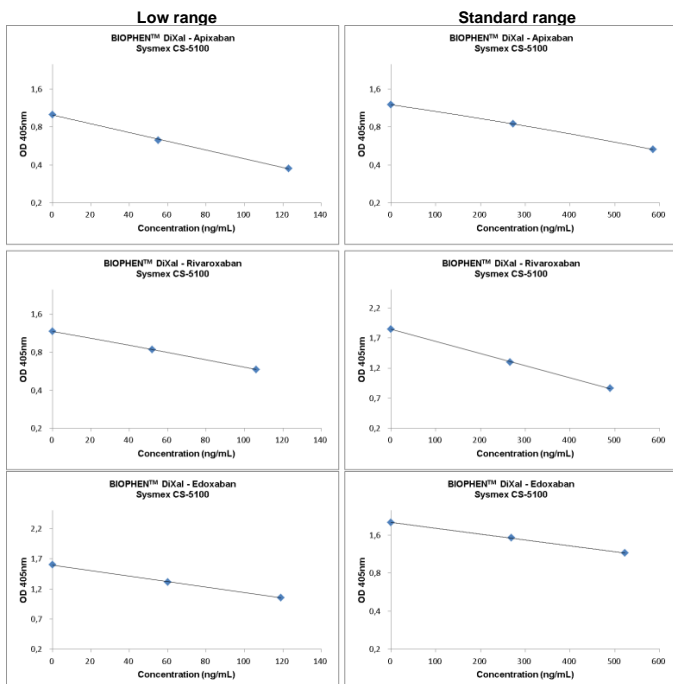 Low range
Standard range
BIOPHEN™ DiXaI - Apixaban
Sysmex CS-5100
OD 405nm
1,6
0,8
0,4
0,2
0 20 40 60 80 100 120 140
Concentration (ng/mL)
BIOPHEN™ DiXaI - Apixaban
Sysmex CS-5100
OD 405nm
1,6
0,8
0,4
0,2
0 100 200 300 400 500 600
Concentration (ng/mL)
BIOPHEN™ DiXaI - Rivaroxaban
Sysmex CS-5100
OD 405nm
1,6
0,8
0,4
0,2
0 20 40 60 80 100 120 140
Concentration (ng/mL)
BIOPHEN™ DiXaI - Rivaroxaban
Sysmex CS-5100
OD 405nm
2,2
1,7
1,2
0,7
0,2
0 100 200 300 400 500 600
Concentration (ng/mL)
BIOPHEN™ DiXaI - Edoxaban
Sysmex CS-5100
OD 405nm
2,2
1,7
1,2
0,7
0,2
0 20 40 60 80 100 120 140
Concentration (ng/mL)
BIOPHEN™ DiXaI - Edoxaban
Sysmex CS-5100
OD 405nm
1,6
0,8
0,4
0,2
0 100 200 300 400 500 600
Concentration (ng/mL)